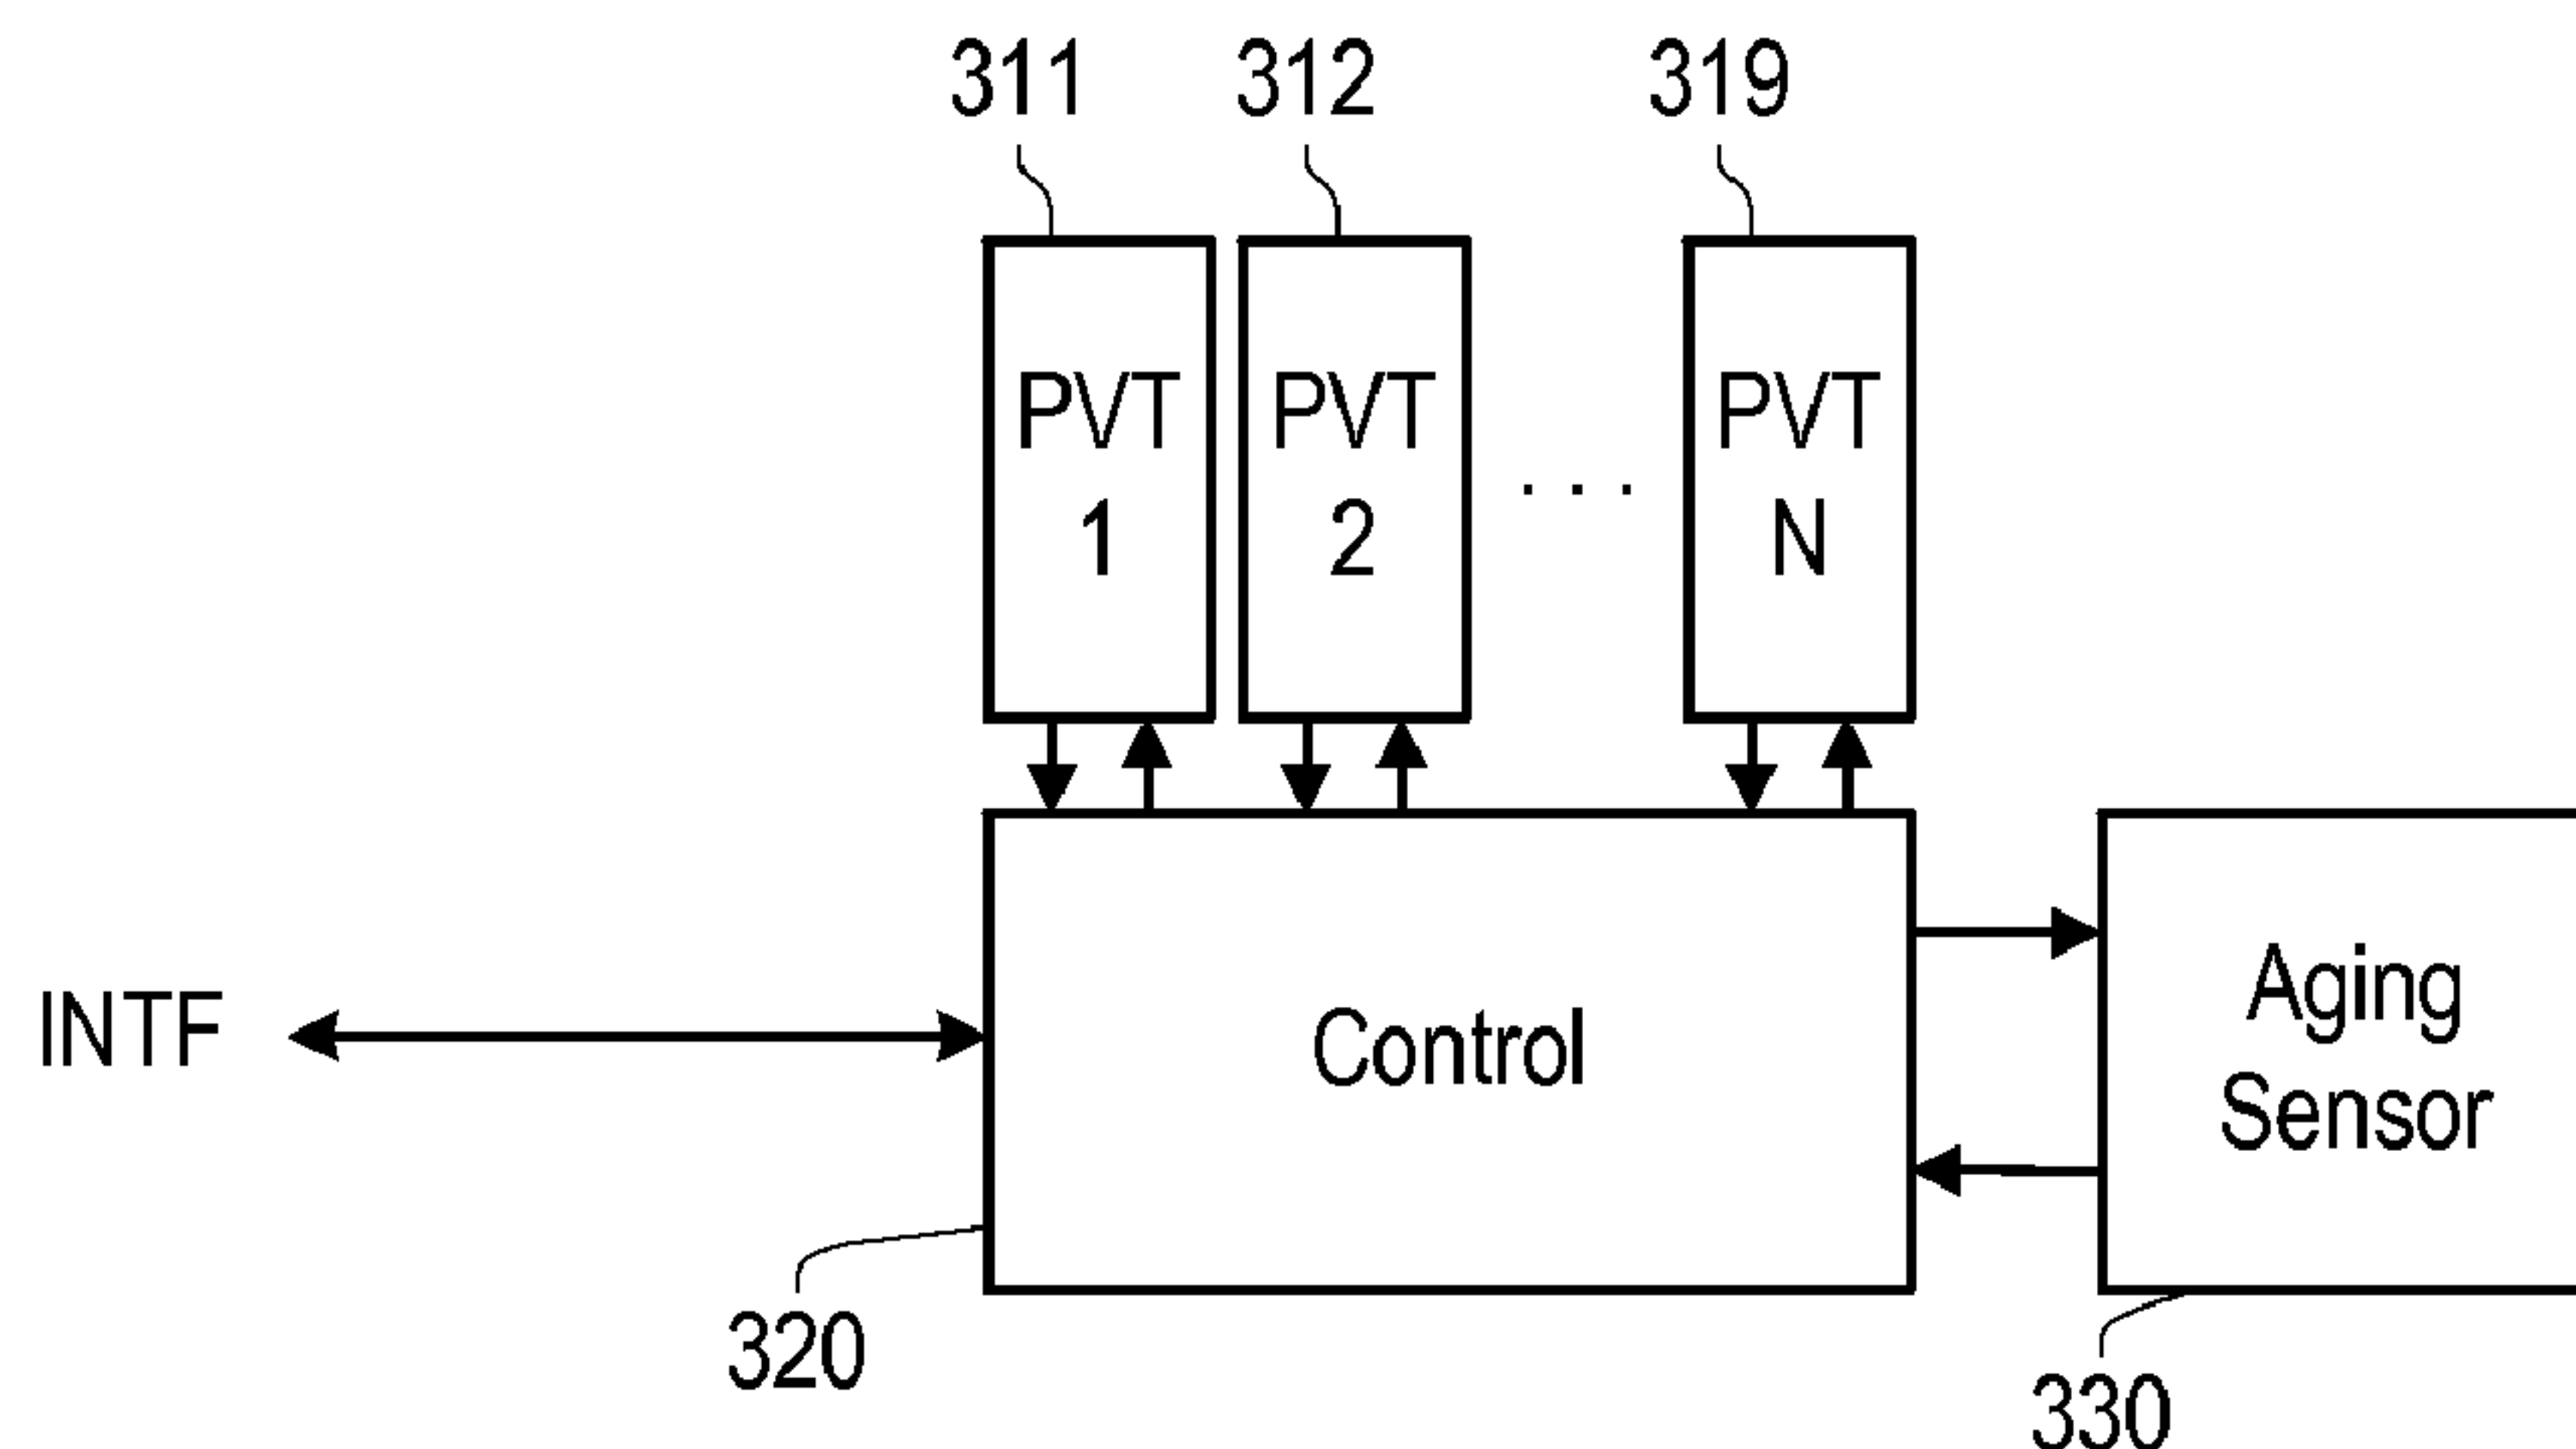 311
312
319
PVT
1
PVT
2
. . .
PVT
N
INTF
Control
Aging
Sensor
320
330